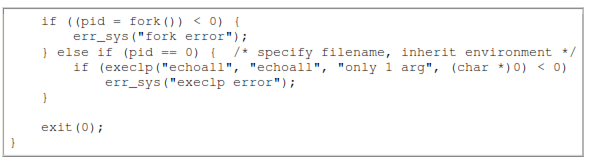 if ((pid = fork()) < 0) {
err_sys("fork error");
} else if (pid == 0) { /* specify filename, inherit environment */
if (execlp("echoall", "echoall", "only 1 arg", (char *)0) < 0)
err_sys("execlp error");
}
exit(0);
}